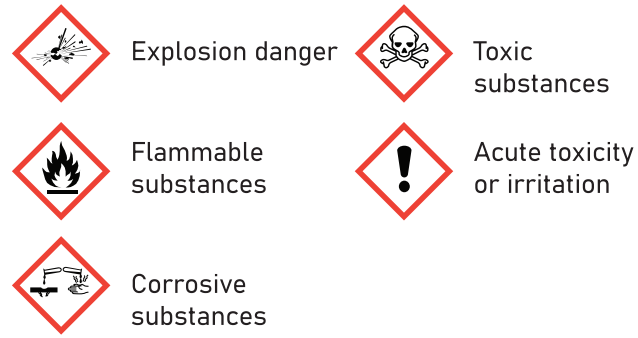 Explosion danger
Flammable
substances
Corrosive
substances
Toxic
substances
Acute toxicity
or irritation